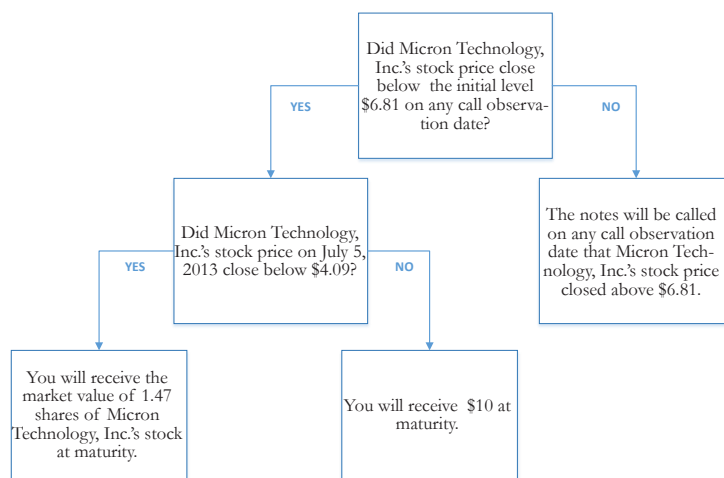 Did Micron Technology,
Inc.'s stock price close
below the initial level
$6.81 on any call observa-
tion date?
YES
NO
Did Micron Technology,
Inc.'s stock price on July 5,
2013 close below $4.09?
The notes will be called
on any call observation
date that Micron Tech-
nology, Inc.'s stock price
closed above $6.81.
YES
NO
You will receive the
market value of 1.47
shares of Micron
Technology, Inc.'s stock
at maturity.
You will receive $10 at
maturity.